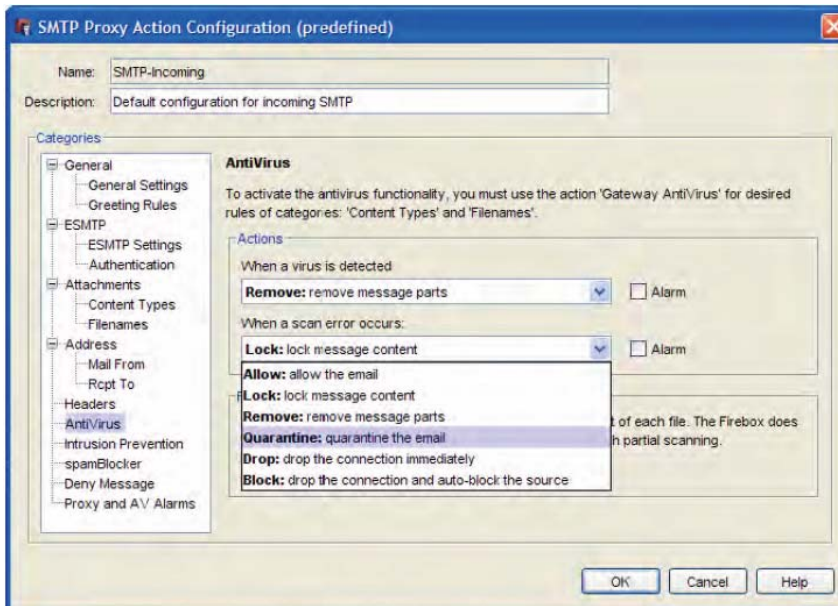 SMTP Proxy Action Configuration (predefined)
Name: SMTP-Incoming
Description: Default configuration for incoming SMTP
Categories
General
General Settings
Greeting Rules
ESMTP
ESMTP Settings
Authentication
Attachments
Content Types
Filenames
Address
Mail From
Rcpt To
Headers
AntiVirus
Intrusion Prevention
spamBlocker
Deny Message
Proxy and AV Alarms
AntiVirus
To activate the antivirus functionality, you must use the action 'Gateway AntiVirus' for desired
rules of categories: 'Content Types' and 'Filenames'.
Actions
When a virus is detected
Remove: remove message parts
Alarm
When a scan error occurs:
Lock: lock message content
Alarm
Allow: allow the email
Lock: lock message content
Remove: remove message parts
Quarantine: quarantine the email
Drop: drop the connection immediately
Block: drop the connection and auto-block the source
of each file. The Firebox does
partial scanning.
OK Cancel Help